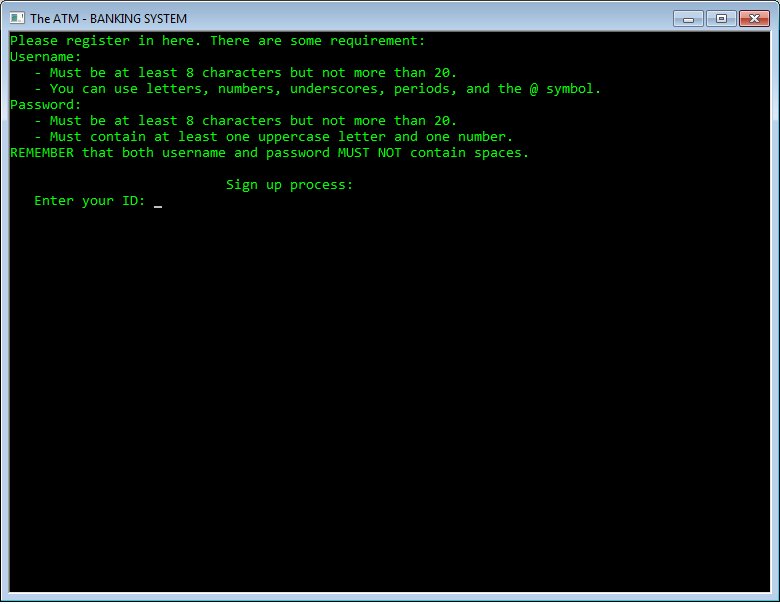 The ATM - BANKING SYSTEM
Please register in here. There are some requirement:
Username:
- Must be at least 8 characters but not more than 20.
- You can use letters, numbers, underscores, periods, and the @ symbol.
Password:
- Must be at least 8 characters but not more than 20.
- Must contain at least one uppercase letter and one number.
REMEMBER that both username and password MUST NOT contain spaces.
Sign up process:
Enter your ID: _